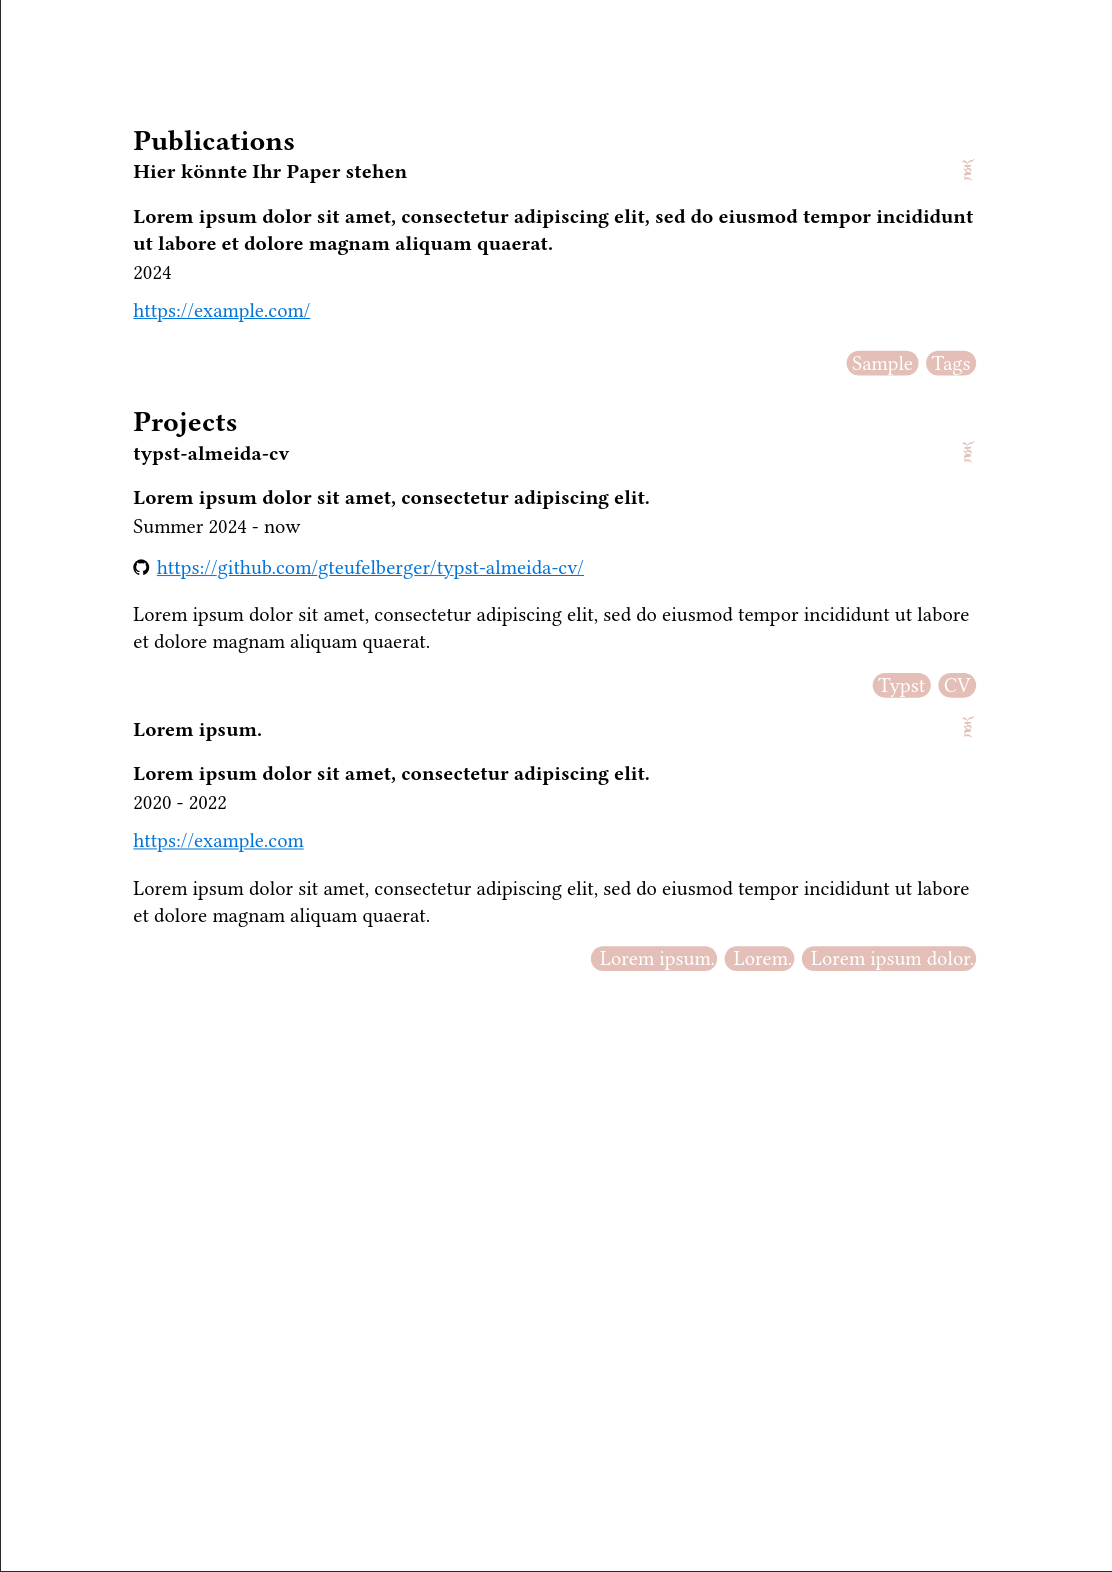 Publications
Hier könnte Ihr Paper stehen
Lorem ipsum dolor sit amet, consectetur adipiscing elit, sed do eiusmod tempor incididunt
ut labore et dolore magnam aliquam quaerat.
2024
https://example.com/
Sample Tags
Projects
typst-almeida-cv
Lorem ipsum dolor sit amet, consectetur adipiscing elit.
Summer 2024 - now
https://github.com/gteufelberger/typst-almeida-cv/
Lorem ipsum dolor sit amet, consectetur adipiscing elit, sed do eiusmod tempor incididunt ut labore
et dolore magnam aliquam quaerat.
Typst CV
Lorem ipsum.
Lorem ipsum dolor sit amet, consectetur adipiscing elit.
2020 - 2022
https://example.com
Lorem ipsum dolor sit amet, consectetur adipiscing elit, sed do eiusmod tempor incididunt ut labore
et dolore magnam aliquam quaerat.
Lorem ipsum. Lorem. Lorem ipsum dolor.